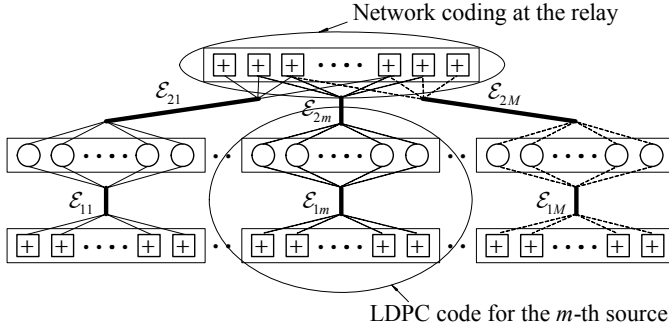 Network coding at the relay
+ + + ···· + + +
ℰ₂₁ ℰ₂ₘ ℰ₂M
···· ·· ···· ·· ····
ℰ₁₁ ℰ₁ₘ ℰ₁M
+ + ···· + + ·· + + ···· + + ·· + + ···· + +
LDPC code for the m-th source